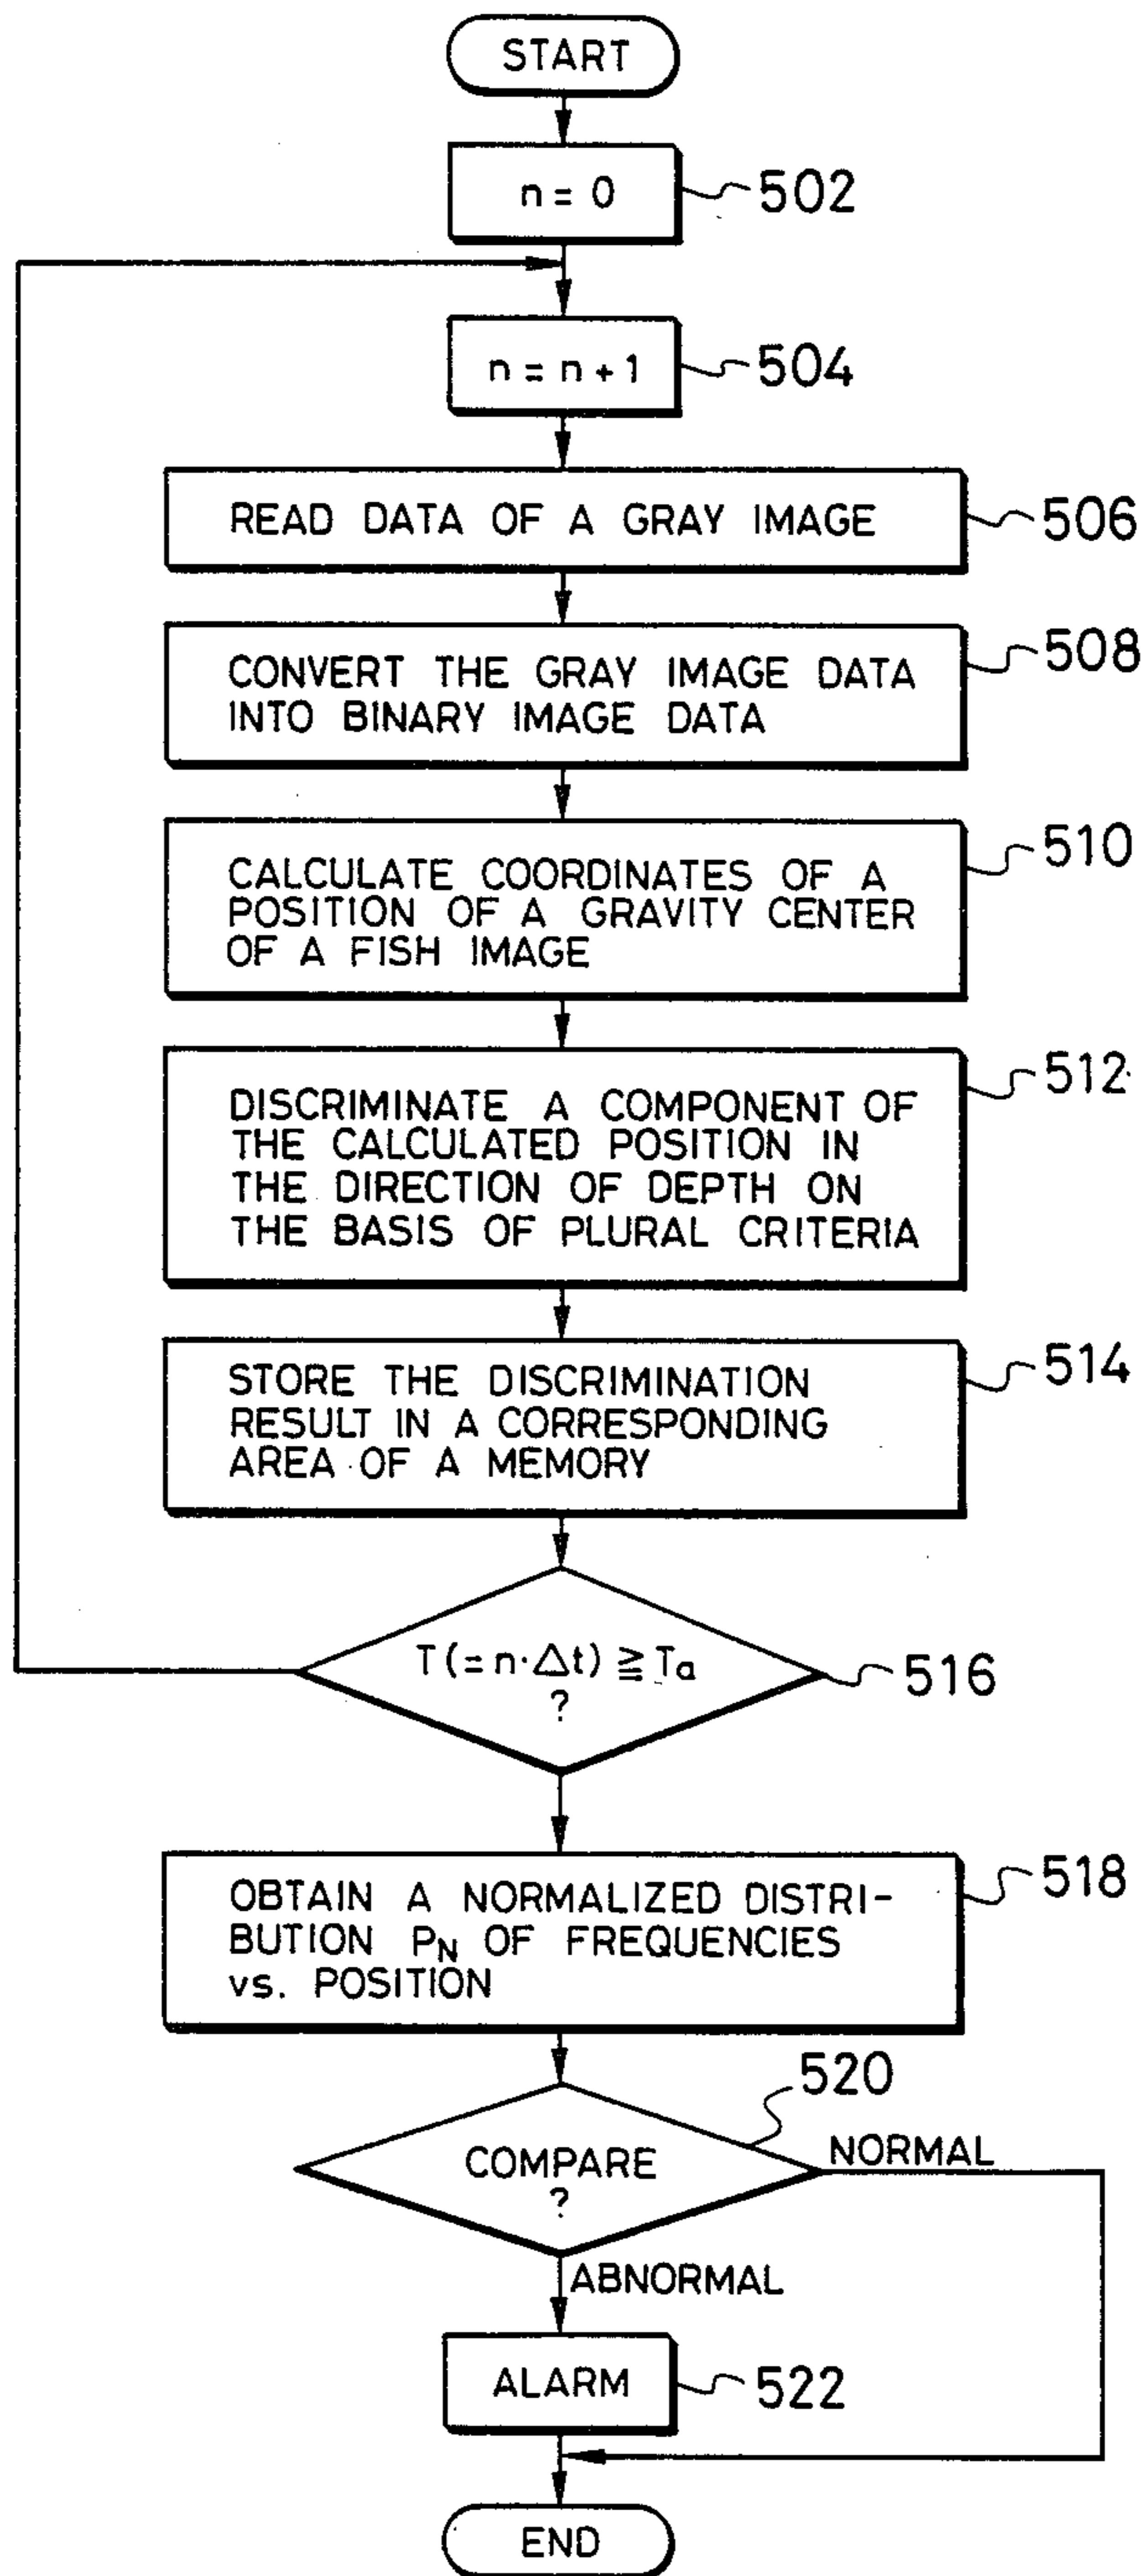 START
n = 0
502
n = n + 1
504
READ DATA OF A GRAY IMAGE
506
CONVERT THE GRAY IMAGE DATA
INTO BINARY IMAGE DATA
508
CALCULATE COORDINATES OF A
POSITION OF A GRAVITY CENTER
OF A FISH IMAGE
510
DISCRIMINATE A COMPONENT OF
THE CALCULATED POSITION IN
THE DIRECTION OF DEPTH ON
THE BASIS OF PLURAL CRITERIA
512
STORE THE DISCRIMINATION
RESULT IN A CORRESPONDING
AREA OF A MEMORY
514
T (= n·Δt) ≧ Ta
?
516
OBTAIN A NORMALIZED DISTRI-
BUTION PN OF FREQUENCIES
vs. POSITION
518
COMPARE
?
520
NORMAL
ABNORMAL
ALARM
522
END